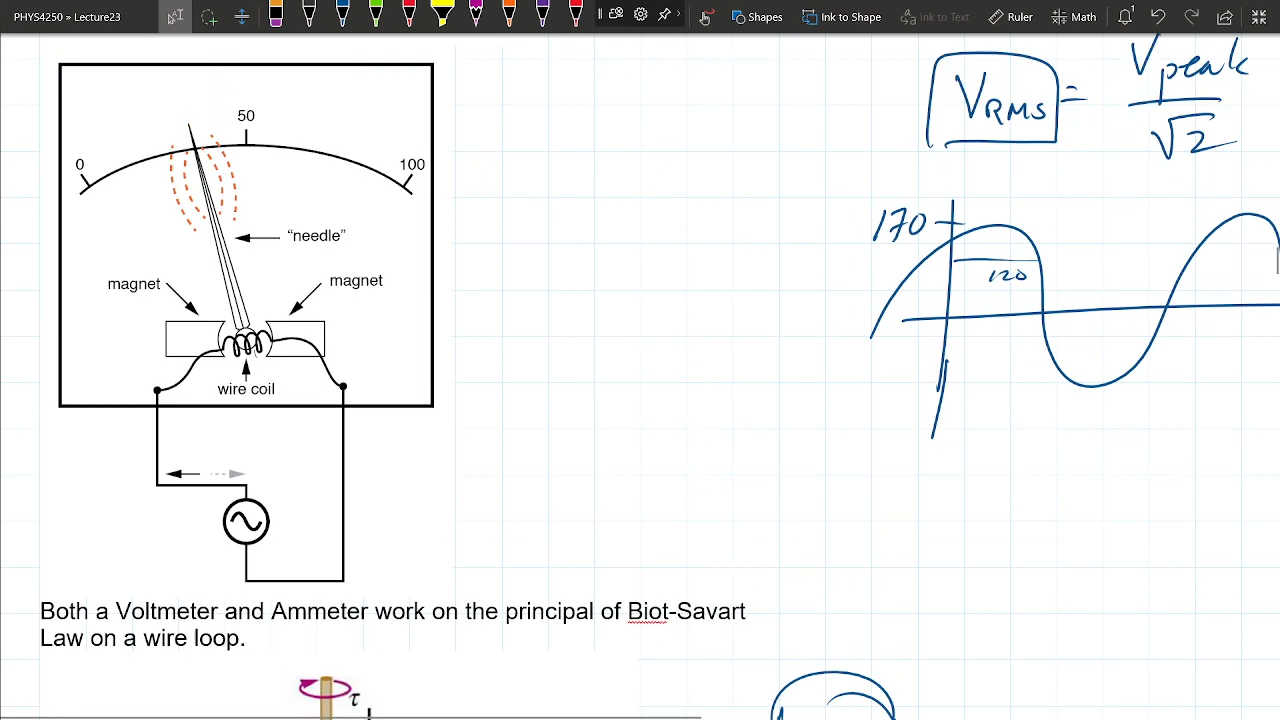 PHYS4250 » Lecture23
Shapes
Ink to Shape
Ink to Text
Ruler
Math
50
0
100
"needle"
magnet
magnet
wire coil
Both a Voltmeter and Ammeter work on the principal of Biot-Savart
Law on a wire loop.
τ
VRMS = Vpeak
√2
170
120